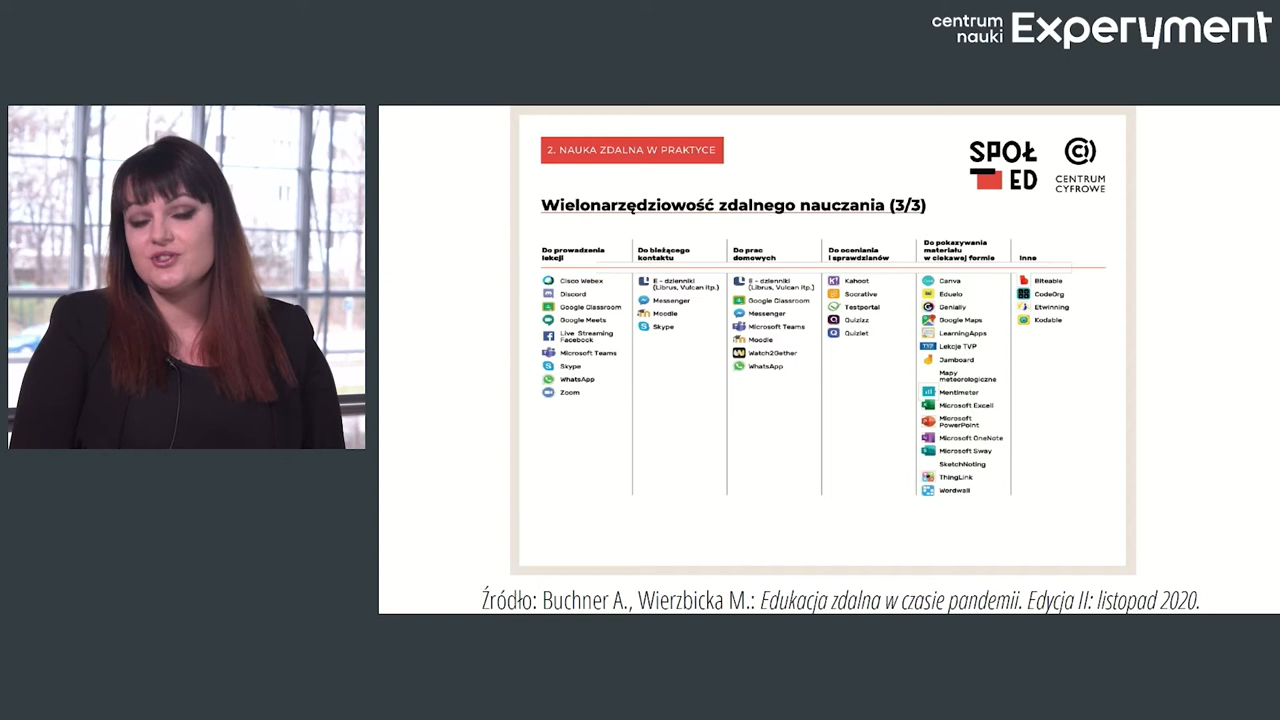 centrum
nauki
Experyment
2. NAUKA ZDALNA W PRAKTYCE
SPOŁ
ED
CENTRUM
CYFROWE
Wielonarzędziowość zdalnego nauczania (3/3)
Do prowadzenia
lekcji
Cisco Webex
Discord
Google Classroom
Google Meets
Live Streaming
Facebook
Microsoft Teams
Skype
WhatsApp
Zoom
Do bieżącego
kontaktu
E - dzienniki
(Librus, Vulcan itp.)
Messenger
Moodle
Skype
Do prac
domowych
E - dzienniki
(Librus, Vulcan itp.)
Google Classroom
Messenger
Microsoft Teams
Moodle
Watch2Gether
WhatsApp
Do oceniania
i sprawdzianów
Kahoot
Socrative
Testportal
Quizizz
Quizlet
Do pokazywania
materiału
w ciekawej formie
Canva
Eduelo
Genially
Google Maps
LearningApps
Lekcje TVP
Jamboard
Mapy
meteorologiczne
Mentimeter
Microsoft Excell
Microsoft
PowerPoint
Microsoft OneNote
Microsoft Sway
SketchNoting
ThingLink
Wordwall
Inne
Biteable
CodeOrg
Etwinning
Kodable
Źródło: Buchner A., Wierzbicka M.: Edukacja zdalna w czasie pandemii. Edycja II: listopad 2020.